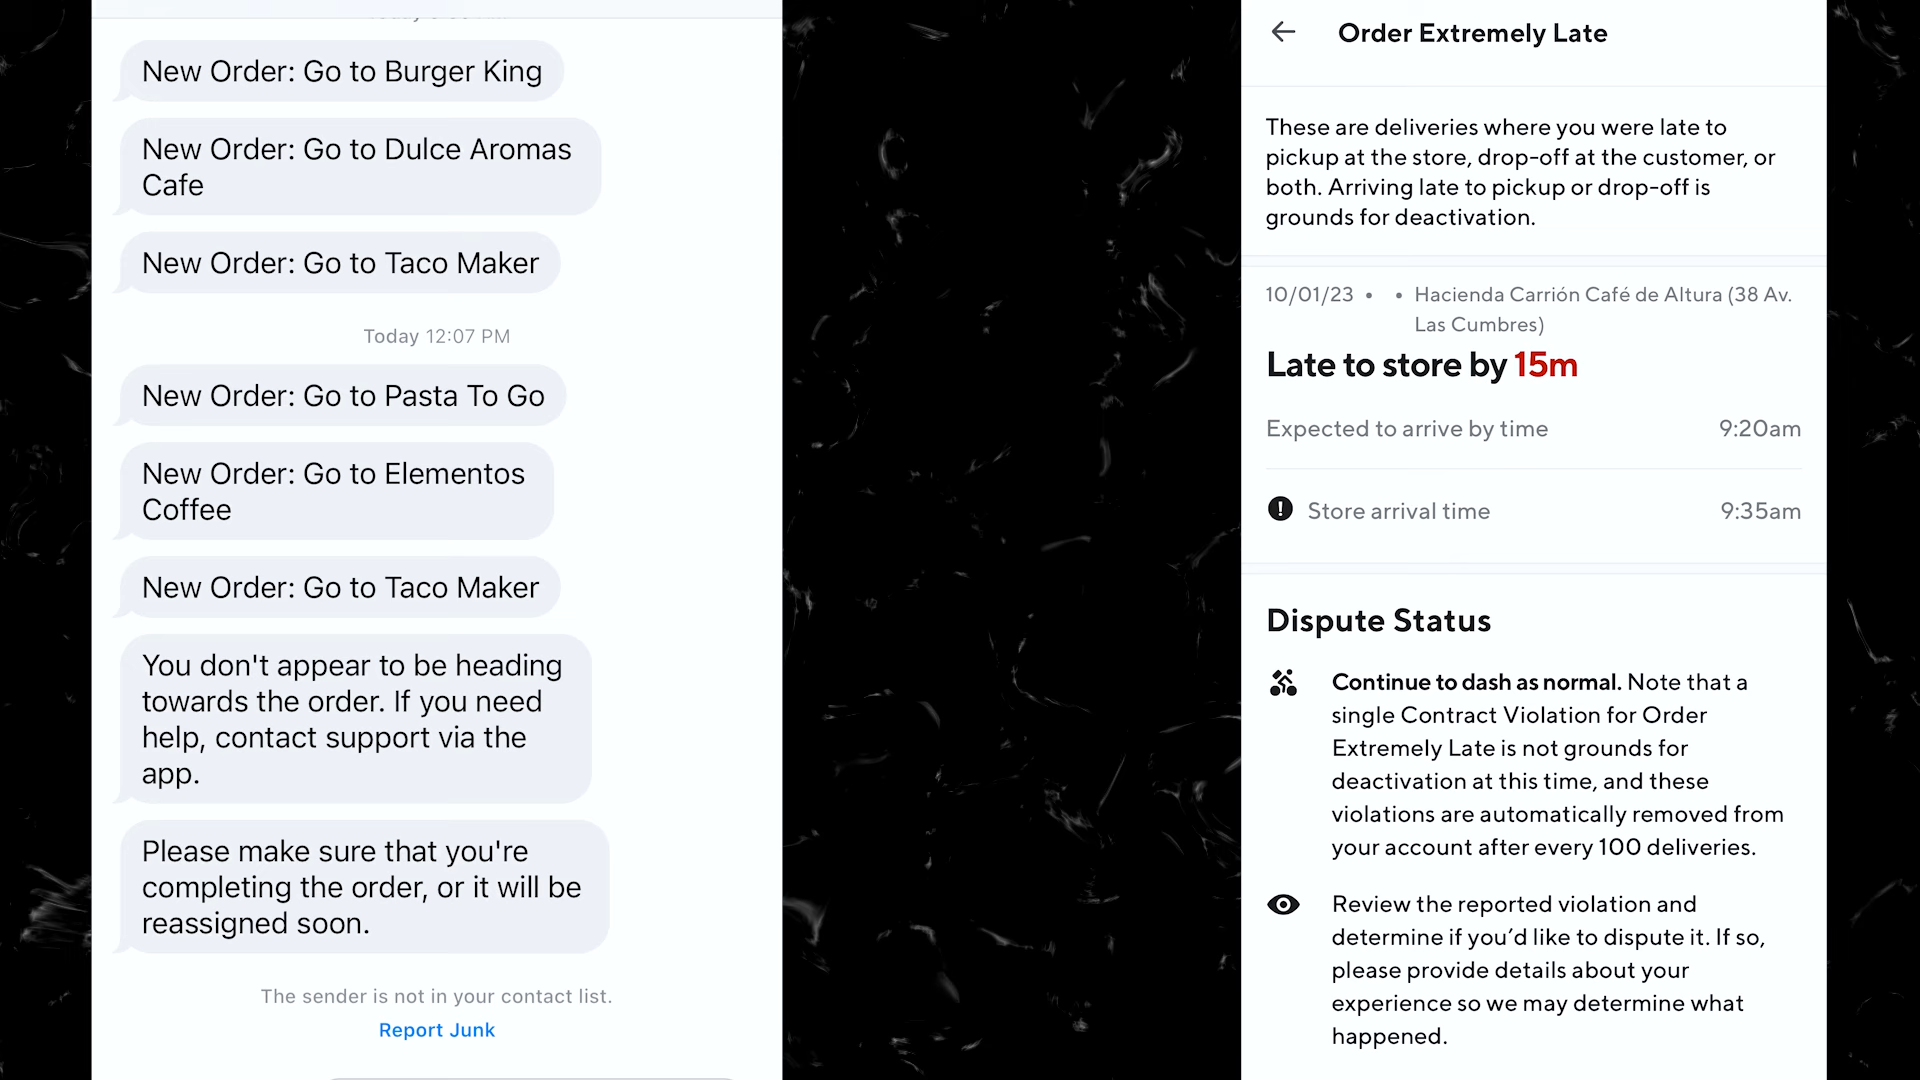 New Order: Go to Burger King
New Order: Go to Dulce Aromas
Cafe
New Order: Go to Taco Maker
Today 12:07 PM
New Order: Go to Pasta To Go
New Order: Go to Elementos
Coffee
New Order: Go to Taco Maker
You don't appear to be heading
towards the order. If you need
help, contact support via the
app.
Please make sure that you're
completing the order, or it will be
reassigned soon.
The sender is not in your contact list.
Report Junk
Order Extremely Late
These are deliveries where you were late to
pickup at the store, drop-off at the customer, or
both. Arriving late to pickup or drop-off is
grounds for deactivation.
10/01/23 • • Hacienda Carrión Café de Altura (38 Av.
Las Cumbres)
Late to store by 15m
Expected to arrive by time 9:20am
Store arrival time 9:35am
Dispute Status
Continue to dash as normal. Note that a
single Contract Violation for Order
Extremely Late is not grounds for
deactivation at this time, and these
violations are automatically removed from
your account after every 100 deliveries.
Review the reported violation and
determine if you’d like to dispute it. If so,
please provide details about your
experience so we may determine what
happened.